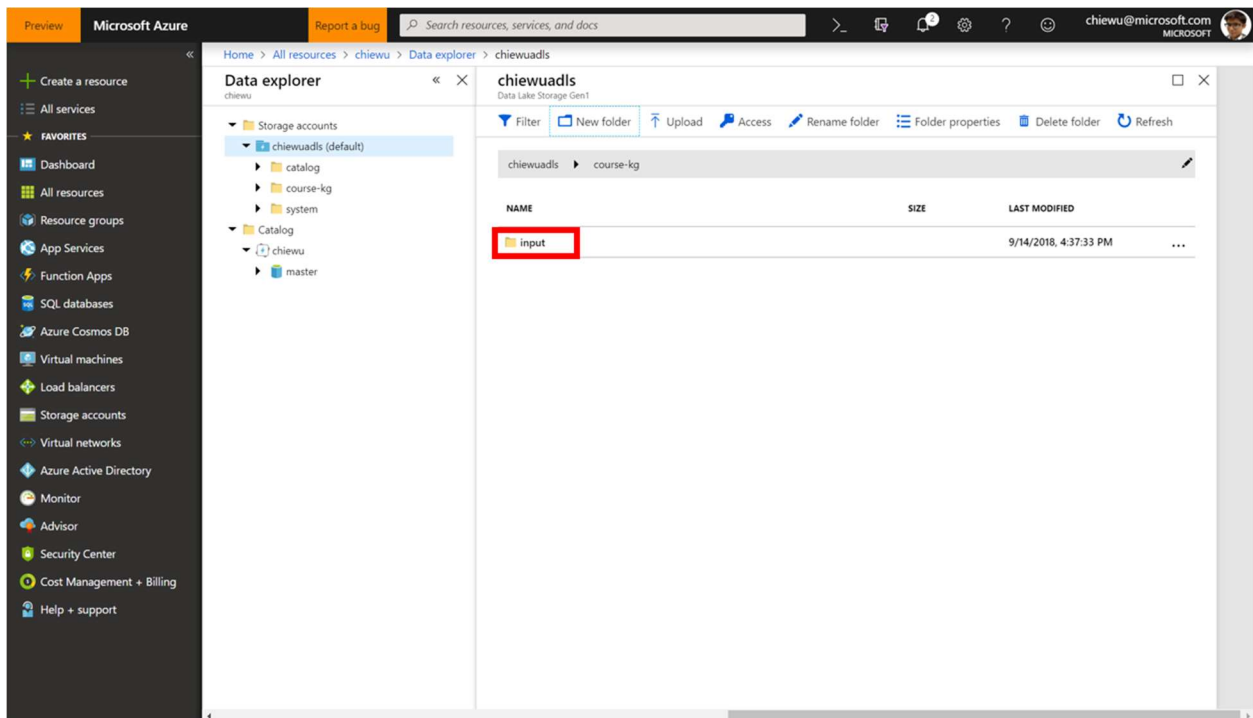 Preview
Microsoft Azure
Report a bug
Search resources, services, and docs
2
chiewu@microsoft.com
MICROSOFT
Home > All resources > chiewu > Data explorer > chiewuadls
Create a resource
All services
FAVORITES
Dashboard
All resources
Resource groups
App Services
Function Apps
SQL databases
Azure Cosmos DB
Virtual machines
Load balancers
Storage accounts
Virtual networks
Azure Active Directory
Monitor
Advisor
Security Center
Cost Management + Billing
Help + support
Data explorer
chiewu
Storage accounts
chiewuadls (default)
catalog
course-kg
system
Catalog
chiewu
master
chiewuadls
Data Lake Storage Gen1
Filter New folder Upload Access Rename folder Folder properties Delete folder Refresh
chiewuadls course-kg
NAME SIZE LAST MODIFIED
input 9/14/2018, 4:37:33 PM ...